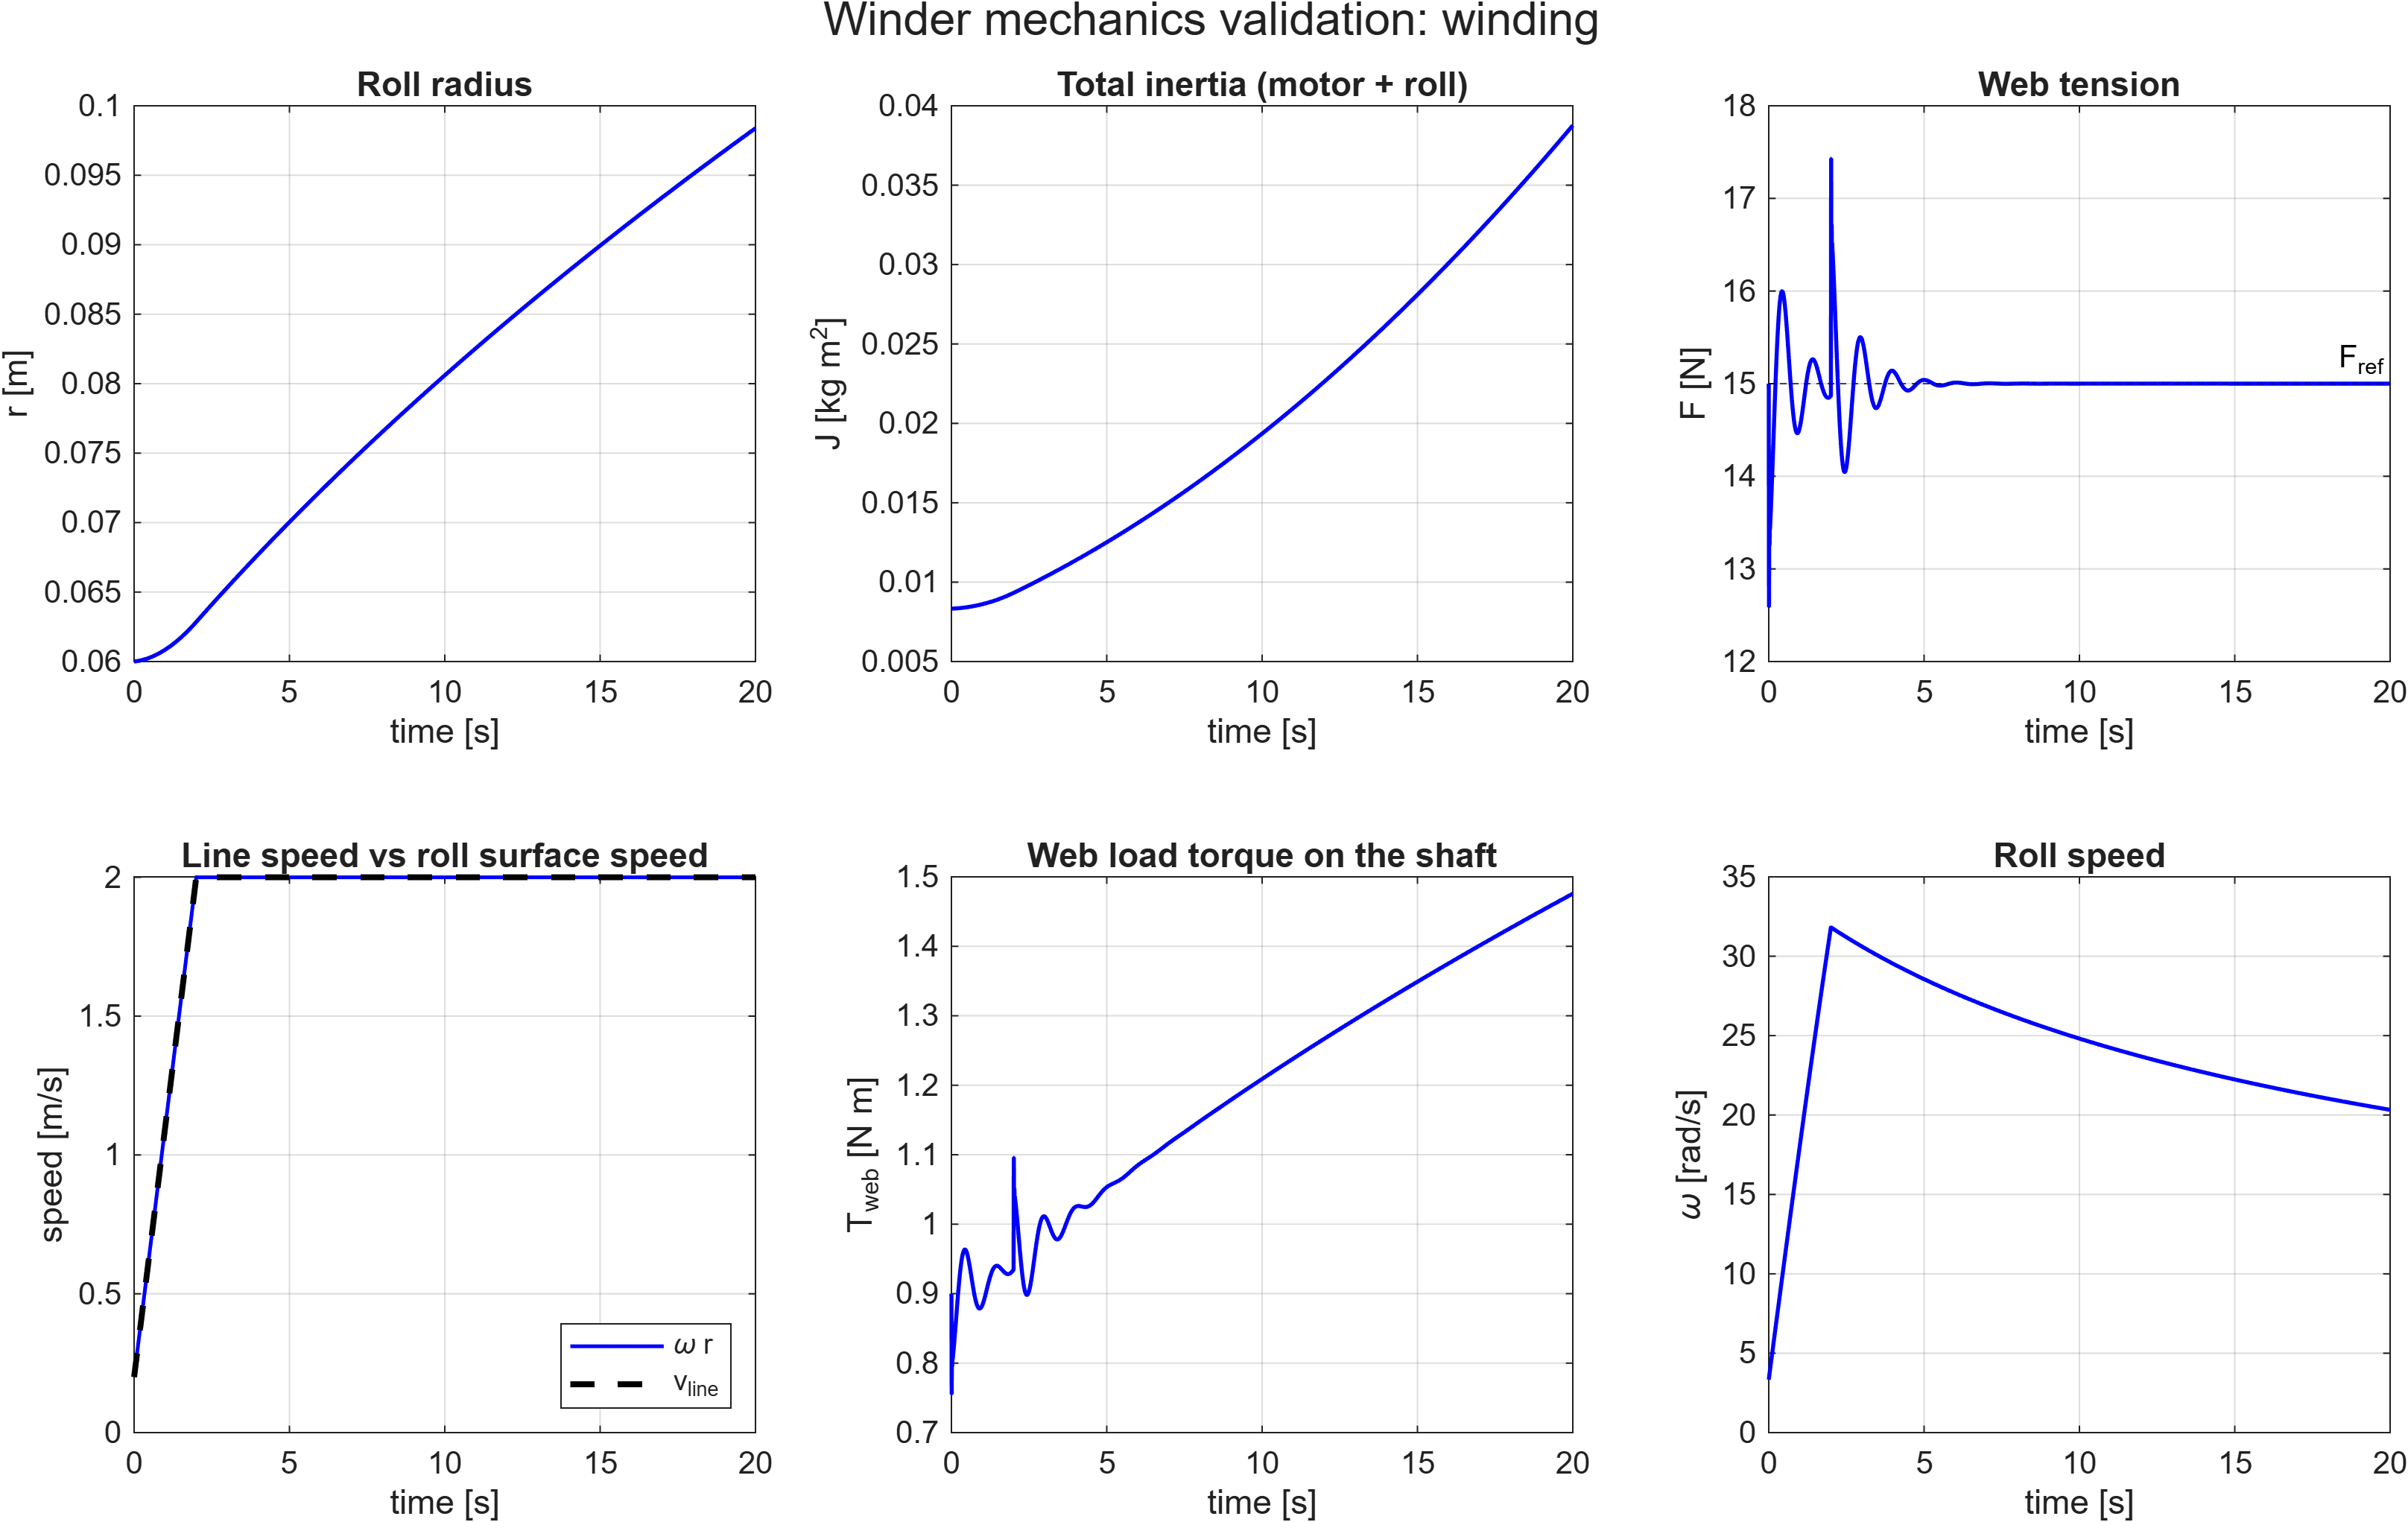 Winder mechanics validation: winding
Roll radius
r [m]
0.1
0.095
0.09
0.085
0.08
0.075
0.07
0.065
0.06
0 5 10 15 20
time [s]
Total inertia (motor + roll)
J [kg m²]
0.04
0.035
0.03
0.025
0.02
0.015
0.01
0.005
0 5 10 15 20
time [s]
Web tension
F [N]
18
17
16
15
14
13
12
F_ref
0 5 10 15 20
time [s]
Line speed vs roll surface speed
speed [m/s]
2
1.5
1
0.5
0
ω r
v_line
0 5 10 15 20
time [s]
Web load torque on the shaft
T_web [N m]
1.5
1.4
1.3
1.2
1.1
1
0.9
0.8
0.7
0 5 10 15 20
time [s]
Roll speed
ω [rad/s]
35
30
25
20
15
10
5
0
0 5 10 15 20
time [s]